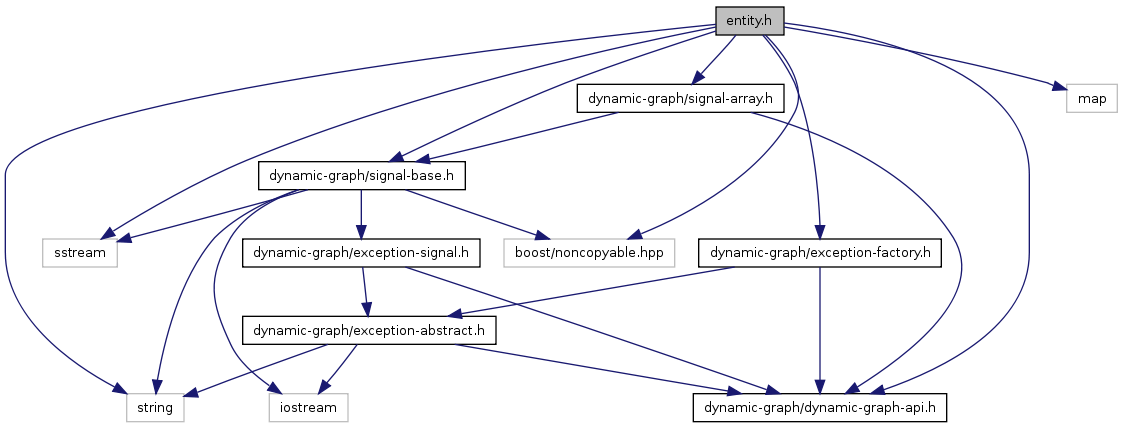 entity.h
dynamic-graph/signal-array.h
map
dynamic-graph/signal-base.h
sstream
dynamic-graph/exception-signal.h
boost/noncopyable.hpp
dynamic-graph/exception-factory.h
dynamic-graph/exception-abstract.h
string
iostream
dynamic-graph/dynamic-graph-api.h